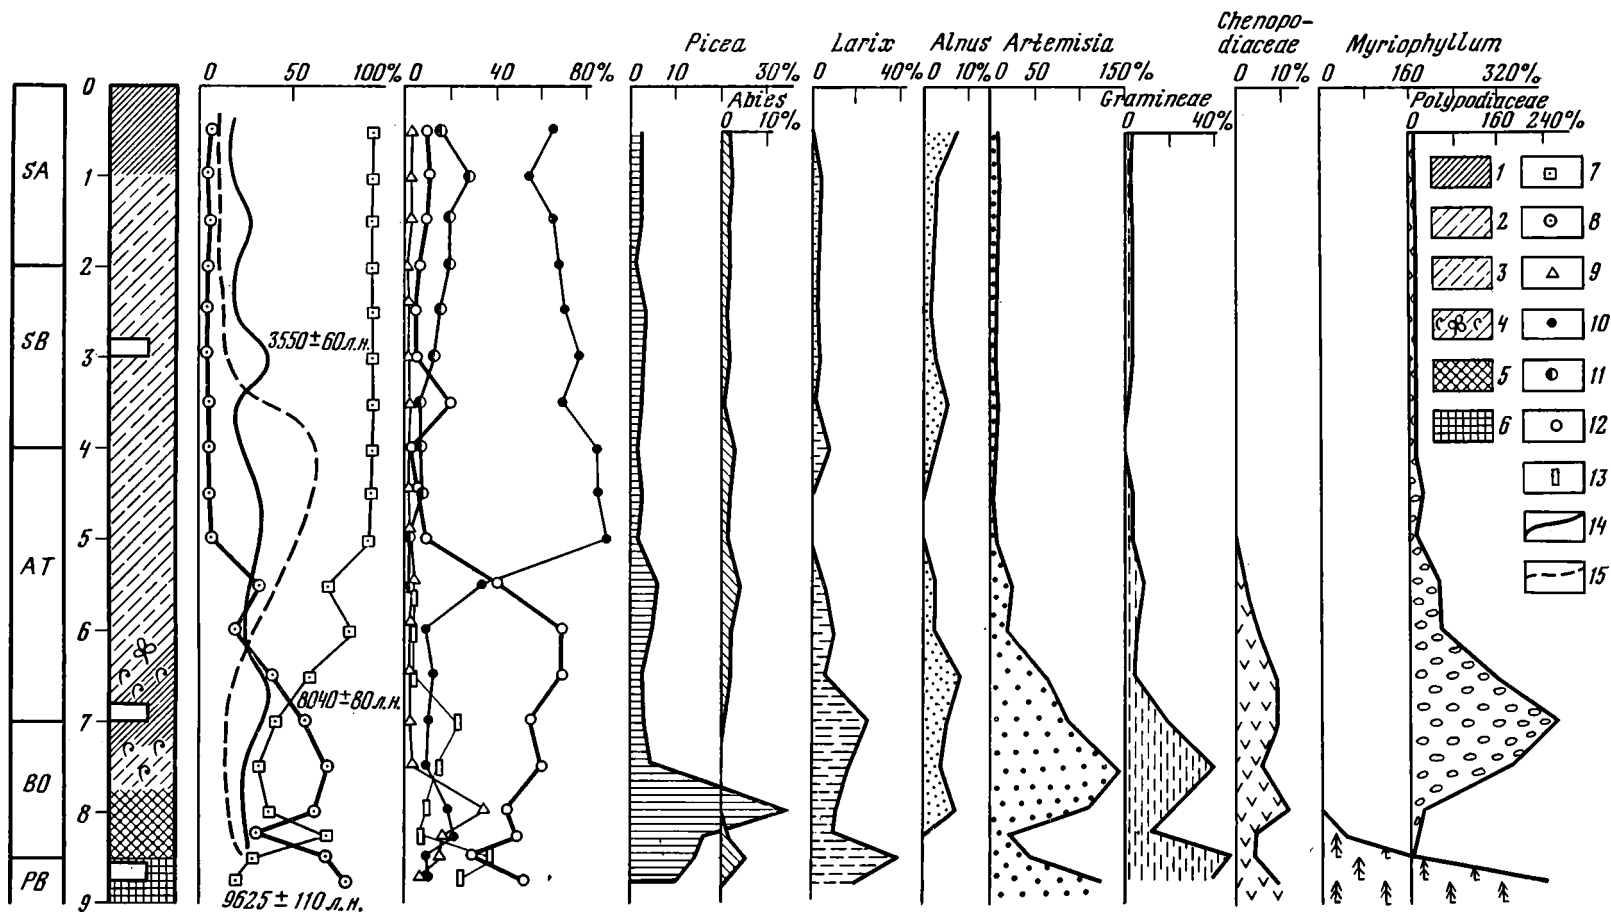 Picea
Larix
Alnus
Artemisia
Chenopo-
diaceae
Myriophyllum
0 50 100%
0 40 80%
0 10 30%
0 40%
0 10%
0 50 150%
0 10%
0 160 320%
Abies
0 10%
Gramineae
0 40%
Polypodiaceae
0 160 240%
SA
SB
AT
BO
PB
0
1
2
3
4
5
6
7
8
9
3550±60 л.н.
8040±80 л.н.
9625±110 л.н.
1 7
2 8
3 9
4 10
5 11
6 12
13
14
15